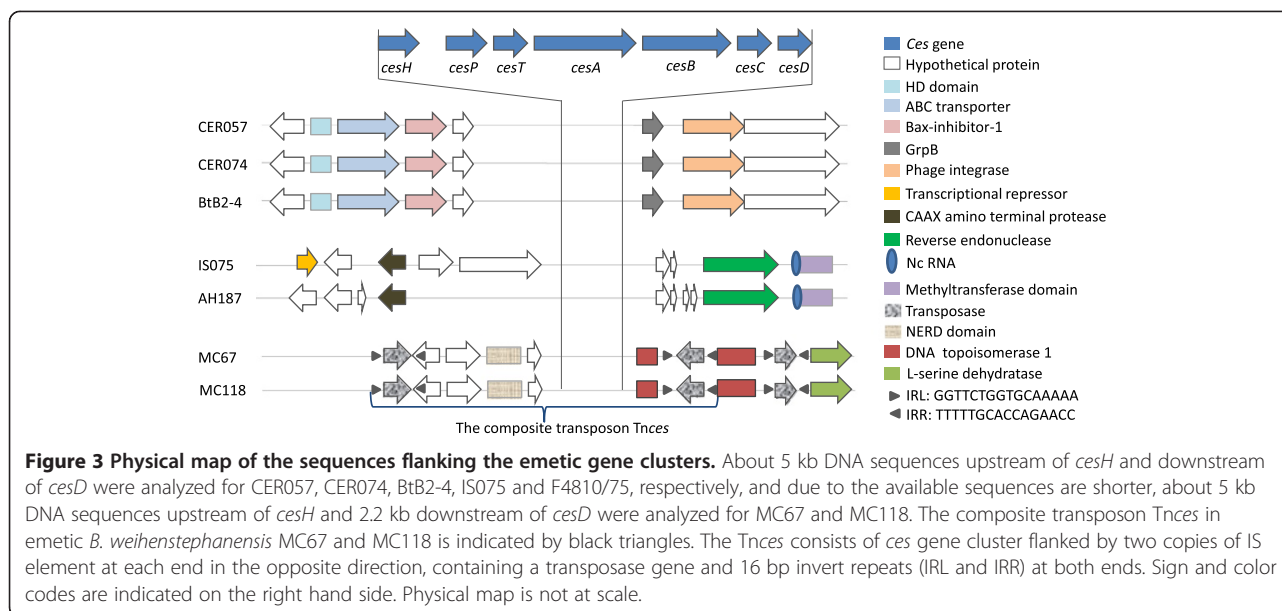 cesH cesP cesT cesA cesB cesC cesD
CER057
CER074
BtB2-4
IS075
AH187
MC67
MC118
The composite transposon Tnces
Ces gene
Hypothetical protein
HD domain
ABC transporter
Bax-inhibitor-1
GrpB
Phage integrase
Transcriptional repressor
CAAX amino terminal protease
Reverse endonuclease
Nc RNA
Methyltransferase domain
Transposase
NERD domain
DNA topoisomerase 1
L-serine dehydratase
IRL: GGTTCTGGTGCAAAAA
IRR: TTTTTGCACCAGAACC
Figure 3 Physical map of the sequences flanking the emetic gene clusters. About 5 kb DNA sequences upstream of cesH and downstream
of cesD were analyzed for CER057, CER074, BtB2-4, IS075 and F4810/75, respectively, and due to the available sequences are shorter, about 5 kb
DNA sequences upstream of cesH and 2.2 kb downstream of cesD were analyzed for MC67 and MC118. The composite transposon Tnces in
emetic B. weihenstephanensis MC67 and MC118 is indicated by black triangles. The Tnces consists of ces gene cluster flanked by two copies of IS
element at each end in the opposite direction, containing a transposase gene and 16 bp invert repeats (IRL and IRR) at both ends. Sign and color
codes are indicated on the right hand side. Physical map is not at scale.